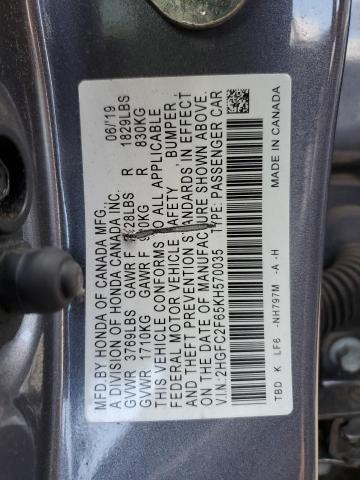 MFD.BY HONDA OF CANADA MFG. 06/'19
A DIVISION OF HONDA CANADA INC.
GVWR 3769LBS GAWR F LBS R 1829LBS
GVWR 1710KG GAWR F KG R 830KG
THIS VEHICLE CONFORMS TO ALL APPLICABLE
FEDERAL MOTOR VEHICLE SAFETY, BUMPER,
AND THEFT PREVENTION STANDARDS IN EFFECT
ON THE DATE OF MANUFACTURE SHOWN ABOVE.
V.I.N.:2HGFC2F65KH570035 TYPE: PASSENGER CAR
TBD K LF6 -NH797M -A -H MADE IN CANADA